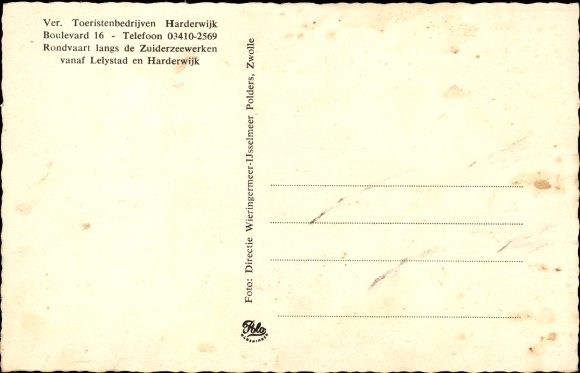 Ver. Toeristenbedrijven Harderwijk
Boulevard 16 - Telefoon 03410-2569
Rondvaart langs de Zuiderzeewerken
vanaf Lelystad en Harderwijk
Foto: Directie Wieringermeer-IJsselmeer Polders, Zwolle